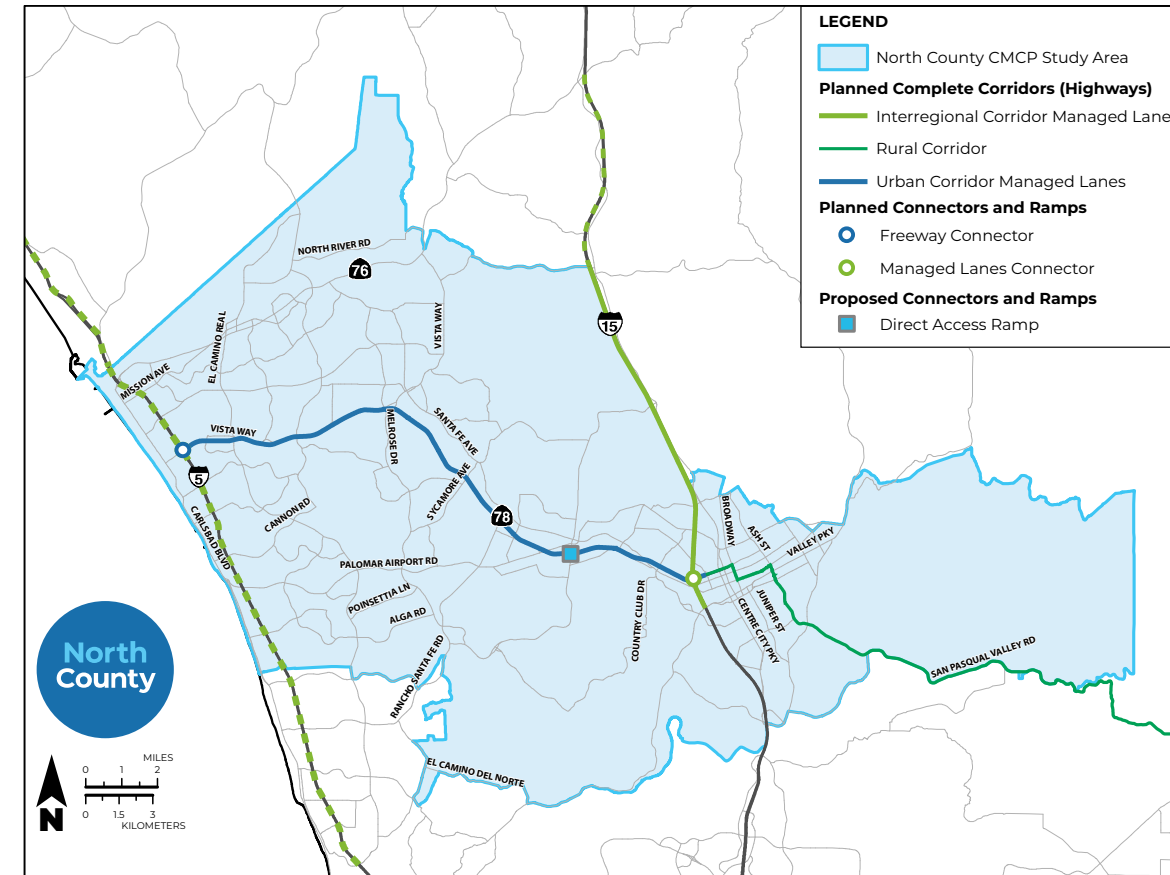 LEGEND
North County CMCP Study Area
Planned Complete Corridors (Highways)
Interregional Corridor Managed Lane
Rural Corridor
Urban Corridor Managed Lanes
Planned Connectors and Ramps
Freeway Connector
Managed Lanes Connector
Proposed Connectors and Ramps
Direct Access Ramp
NORTH RIVER RD
76
EL CAMINO REAL
VISTA WAY
15
MISSION AVE
VISTA WAY
MELROSE DR
SANTA FE AVE
5
SYCAMORE AVE
CARLSBAD BLVD
CANNON RD
78
BROADWAY
ASH ST
VALLEY PKY
PALOMAR AIRPORT RD
POINSETTIA LN
ALGA RD
COUNTRY CLUB DR
CENTRE CITY PKY
JUNIPER ST
RANCHO SANTA FE RD
SAN PASQUAL VALLEY RD
EL CAMINO DEL NORTE
North
County
N
MILES
0 1 2
0 1.5 3
KILOMETERS